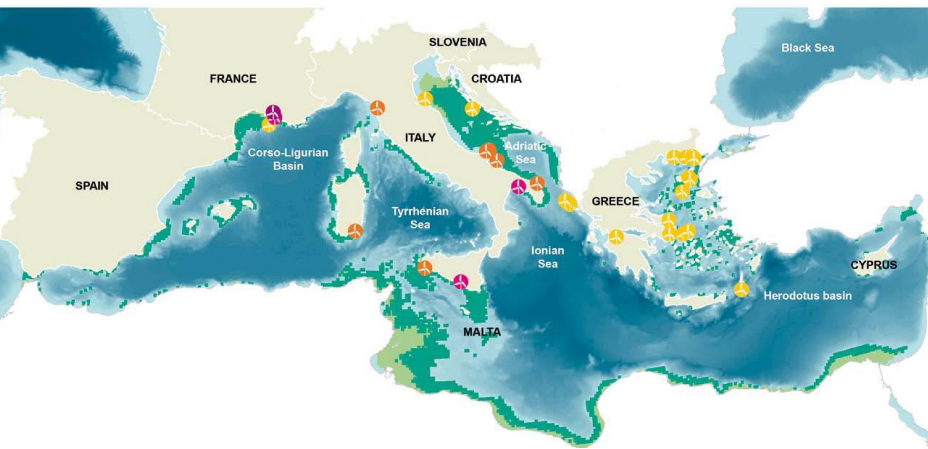 SLOVENIA
Black Sea
FRANCE
CROATIA
ITALY
Adriatic
Sea
Corso-Ligurian
Basin
SPAIN
GREECE
Tyrrhenian
Sea
Ionian
Sea
CYPRUS
Herodotus basin
MALTA